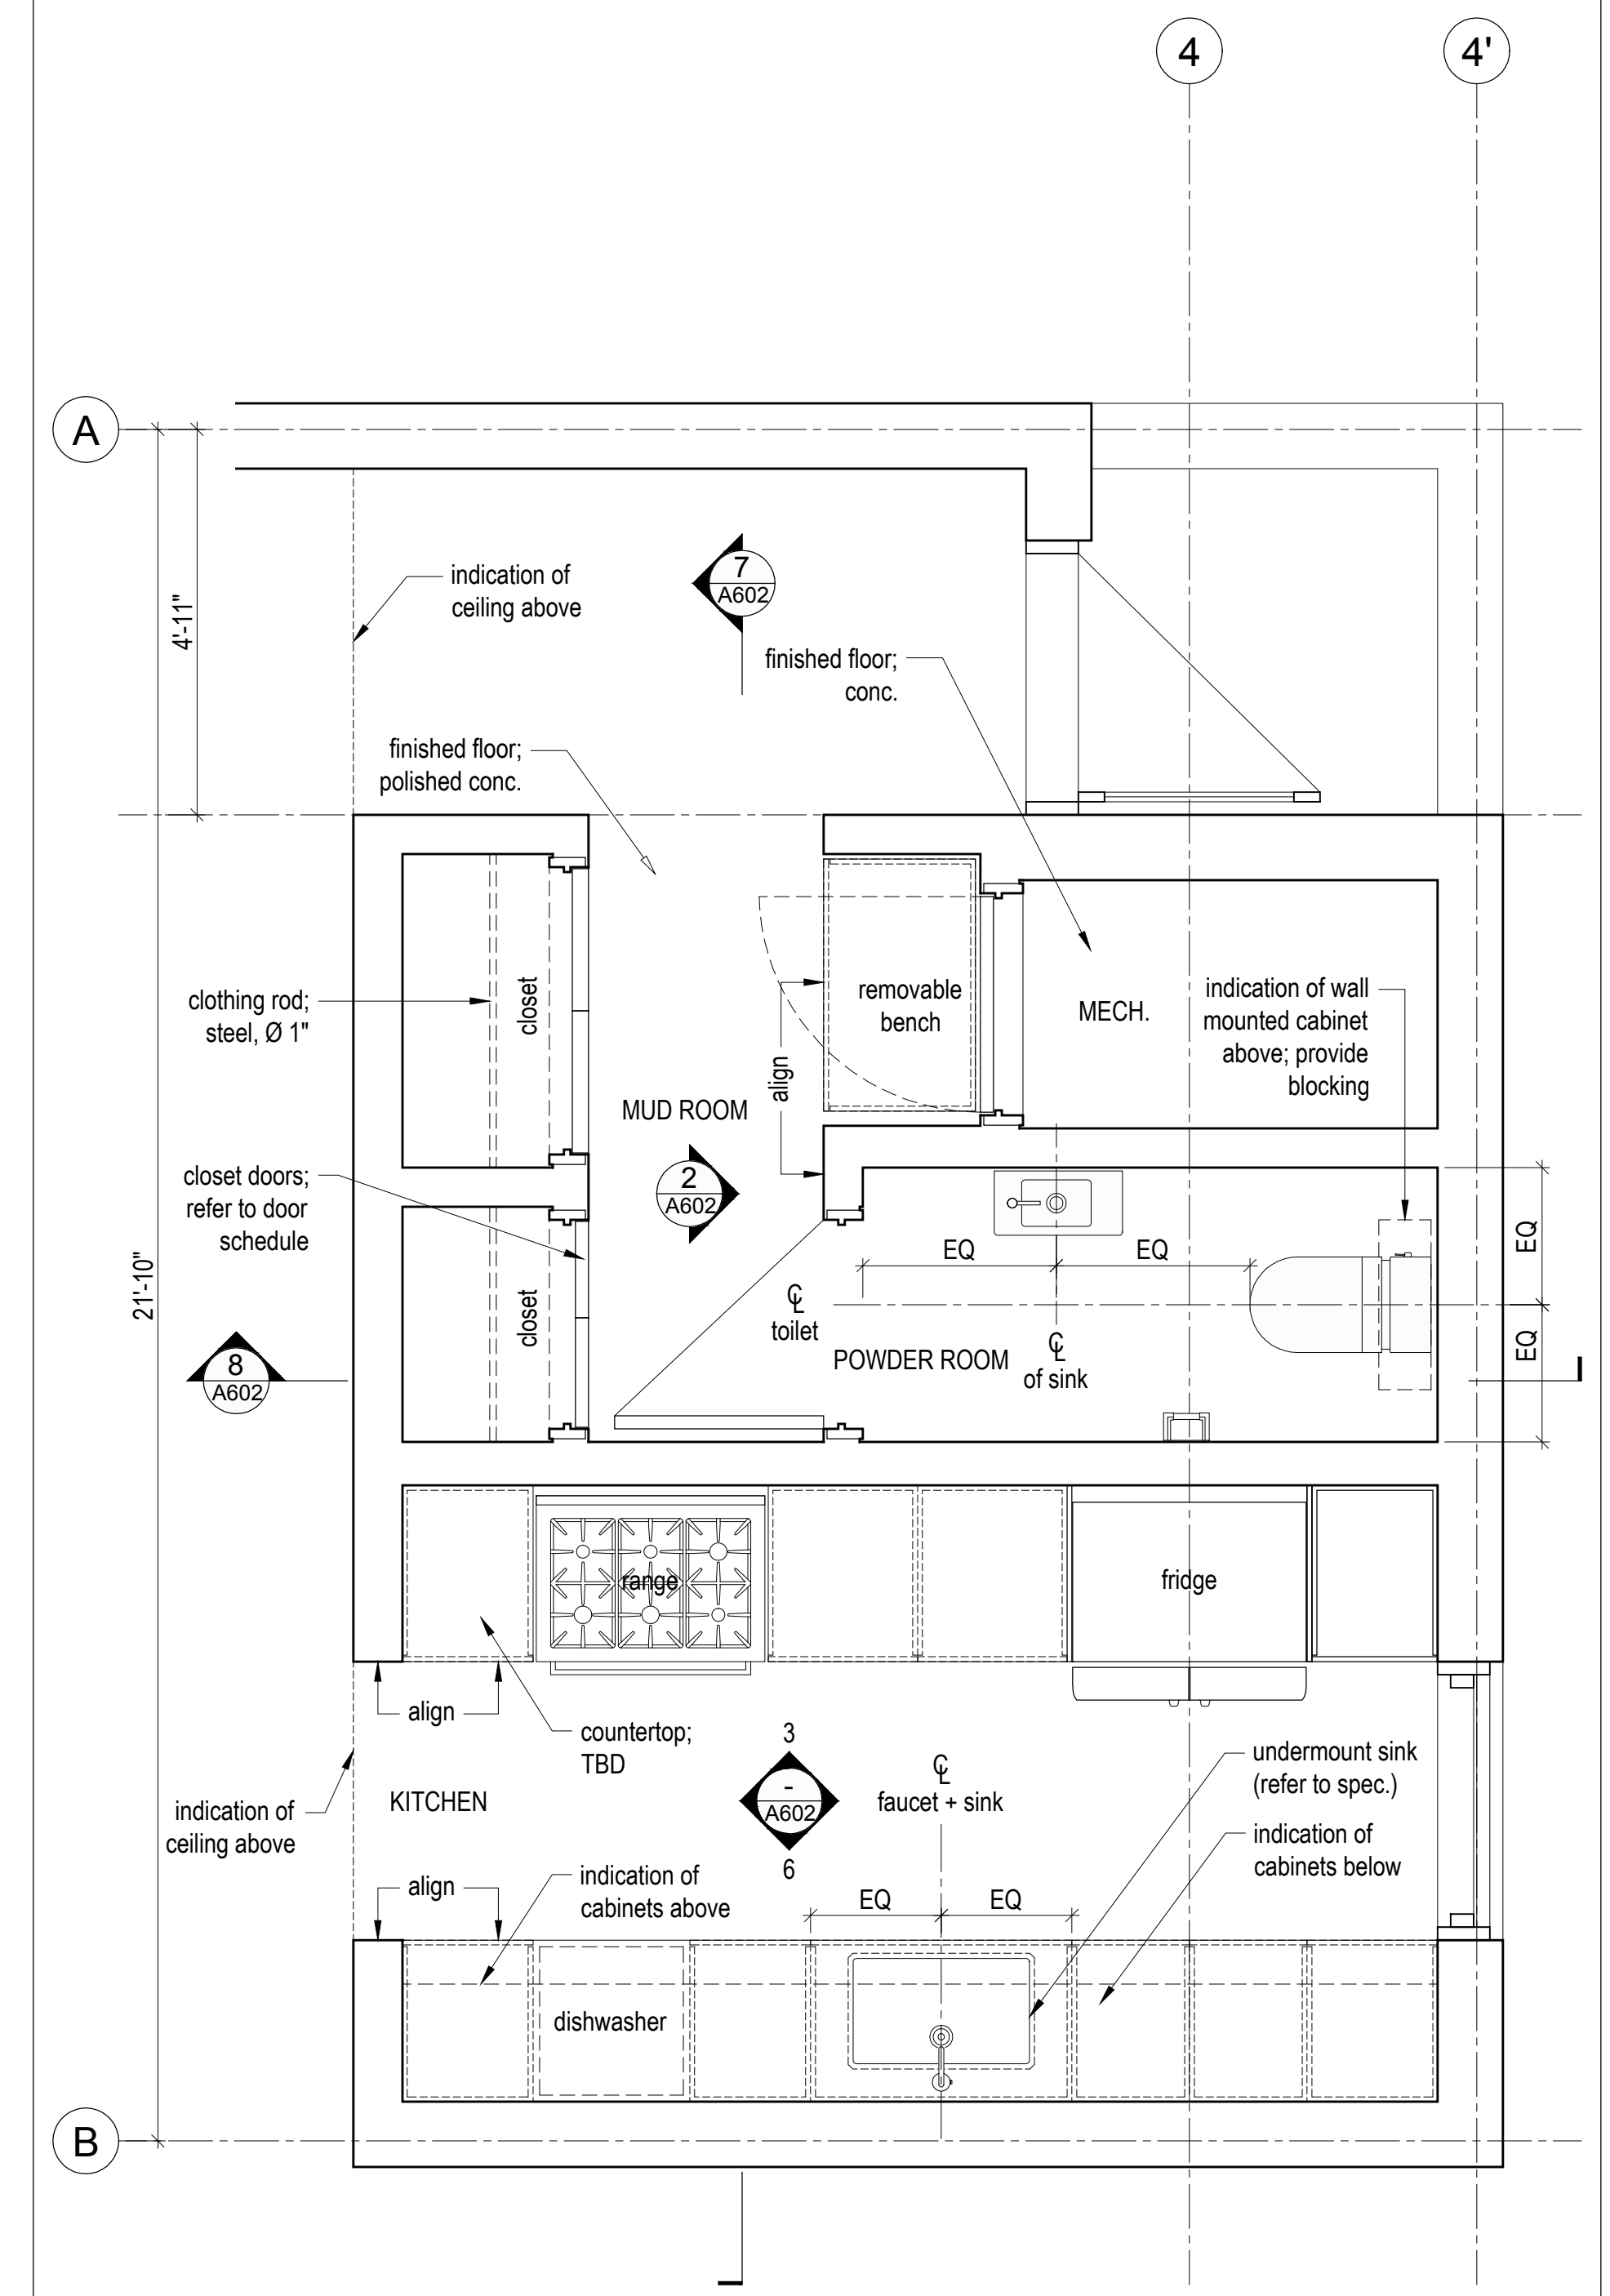 4
4'
A
4'-11"
21'-10"
indication of
ceiling above
7
A602
finished floor;
conc.
finished floor;
polished conc.
clothing rod;
steel, Ø 1"
closet
removable
bench
MECH.
indication of wall
mounted cabinet
above; provide
blocking
align
MUD ROOM
closet doors;
refer to door
schedule
2
A602
EQ
EQ
EQ
EQ
℄
toilet
closet
POWDER ROOM
℄
of sink
8
A602
range
fridge
align
countertop;
TBD
3
-
A602
6
℄
faucet + sink
undermount sink
(refer to spec.)
KITCHEN
indication of
ceiling above
indication of
cabinets below
align
indication of
cabinets above
EQ
EQ
dishwasher
B